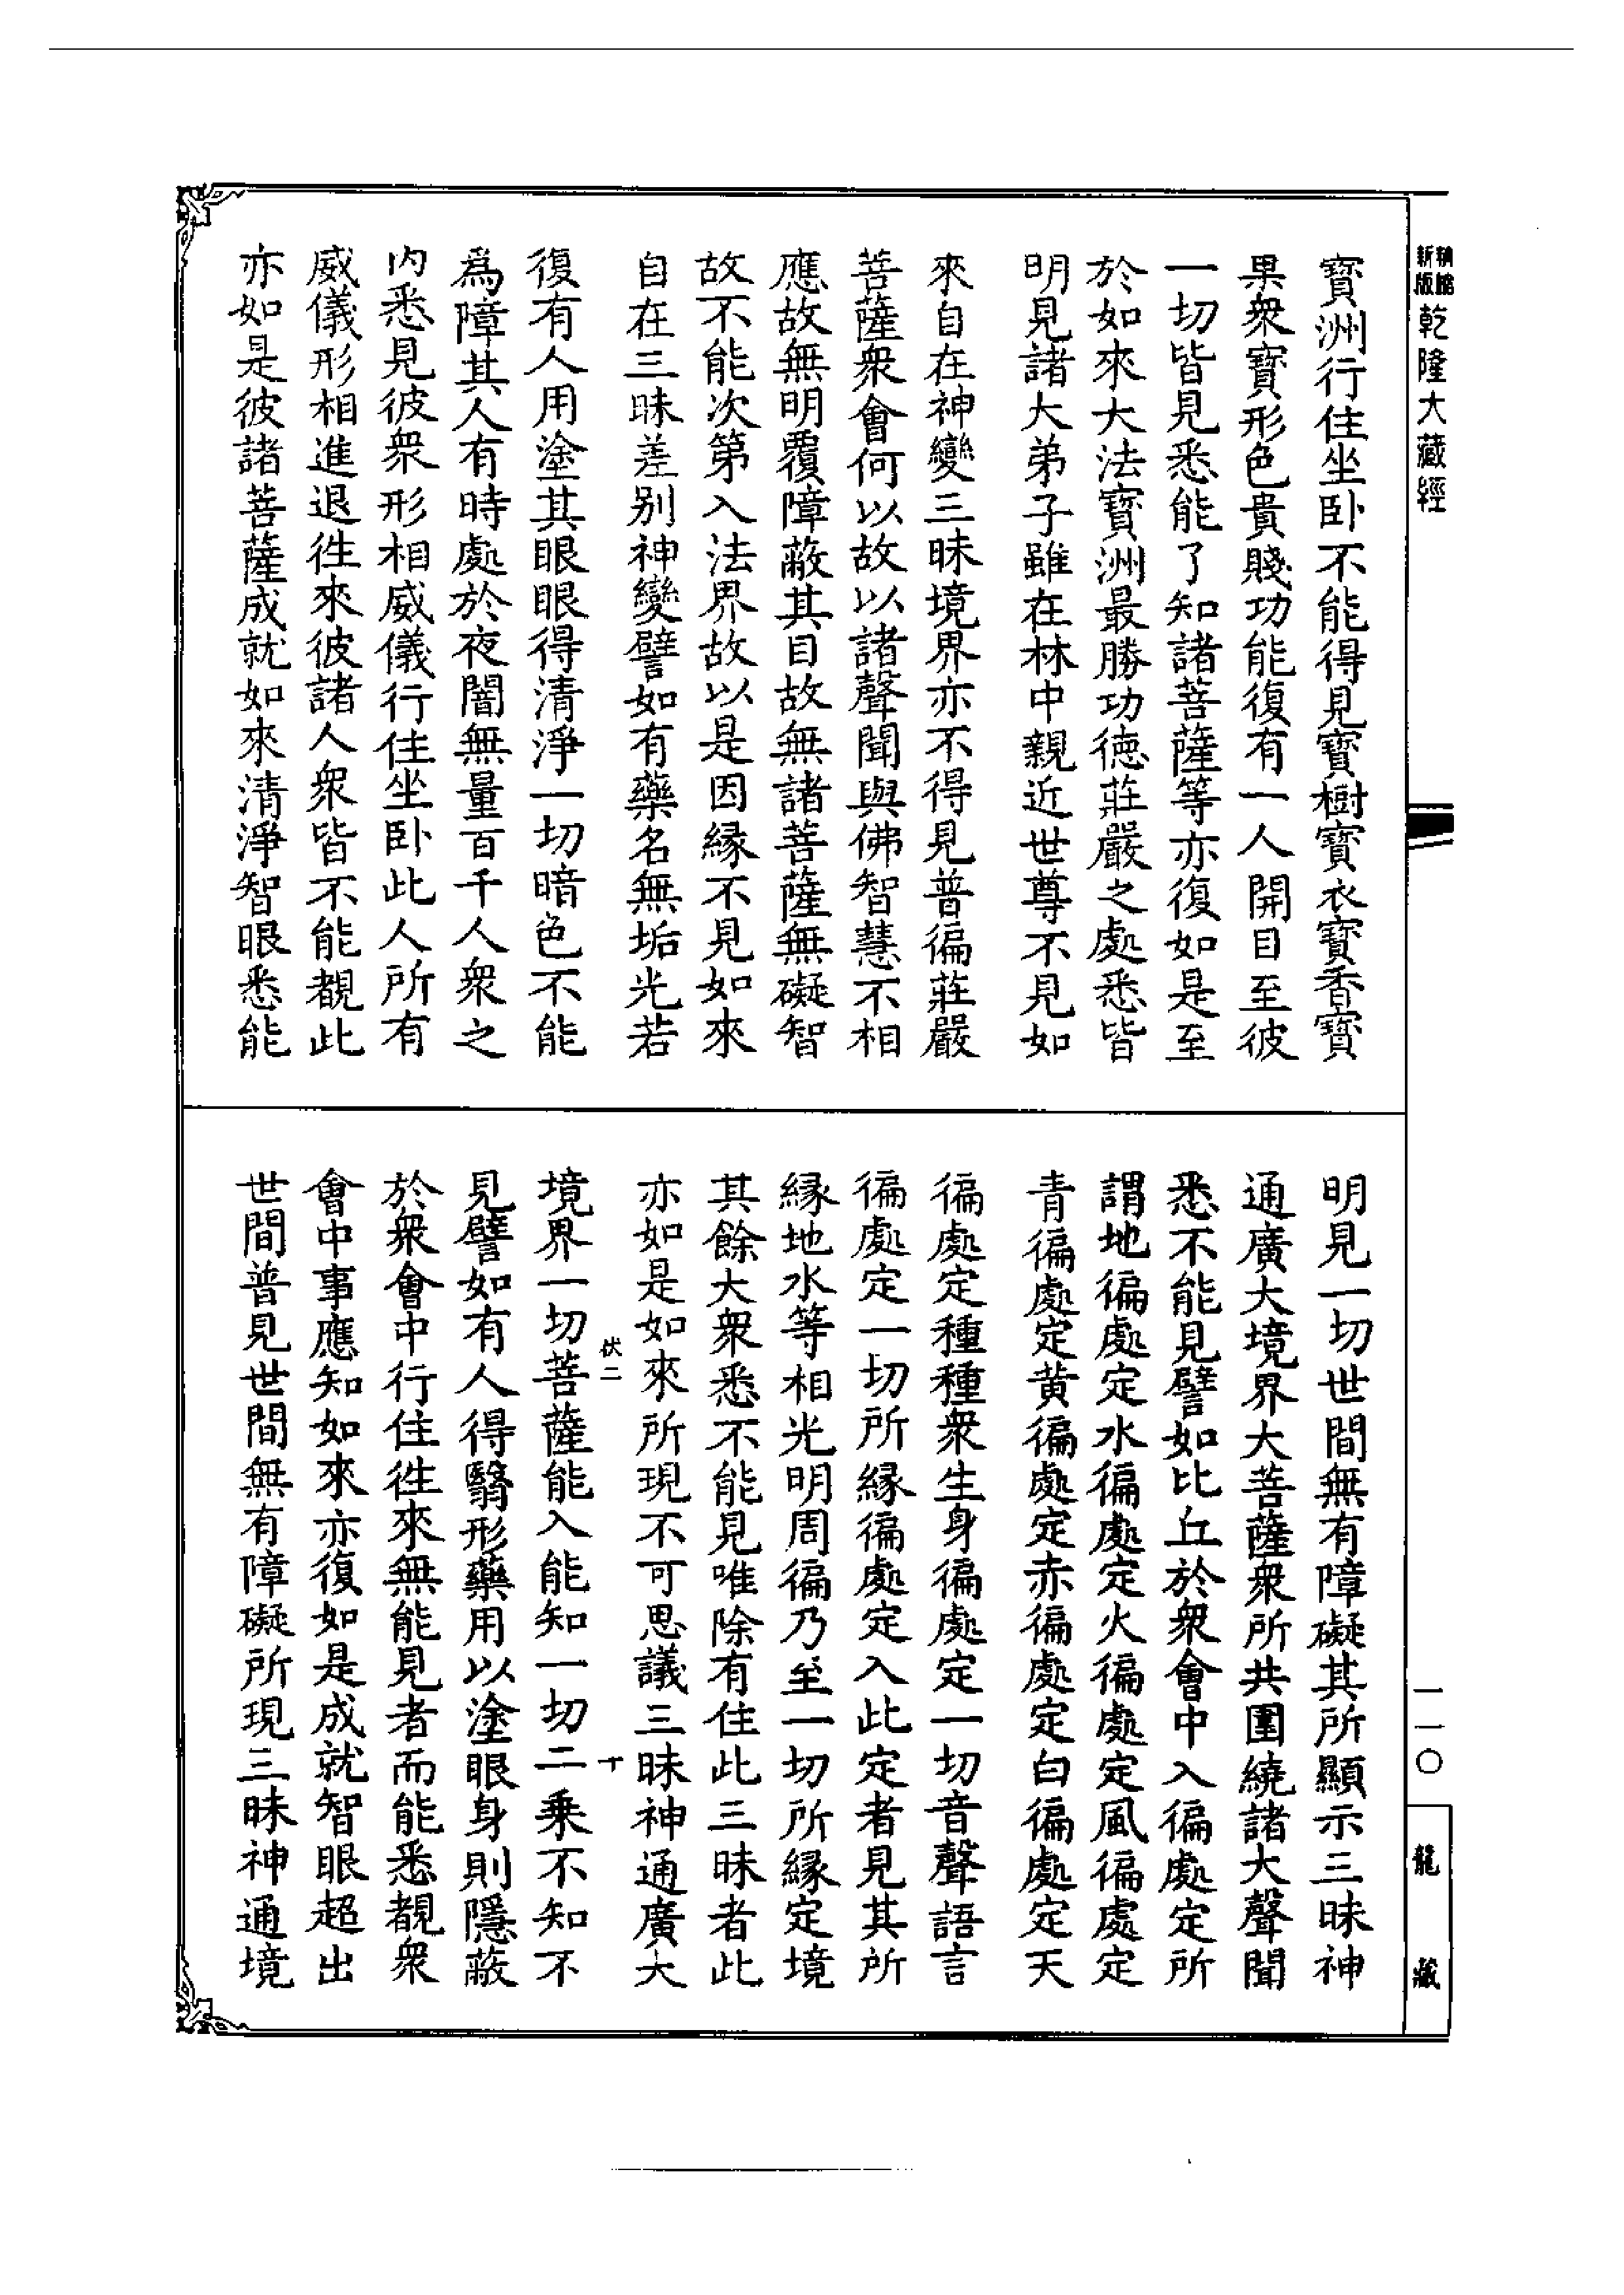 新版
乾隆大藏經
寶洲行住坐卧不能得見寶樹寶衣寶香寶
果衆寶形色貴賤功能復有一人開目至彼
一切皆見悉能了知諸菩薩等亦復如是至
於如來大法寶洲最勝功德莊嚴之處悉皆
明見諸大弟子雖在林中親近世尊不見如
來自在神變三昧境界亦不得見普徧莊嚴
菩薩衆會何以故以諸聲聞與佛智慧不相
應故無明覆障蔽其目故無諸菩薩無礙智
故不能次第入法界故以是因緣不見如來
自在三昧差别神變譬如有藥名無垢光若
復有人用塗其眼眼得清淨一切暗色不能
爲障其人有時處於夜闇無量百千人衆之
内悉見彼衆形相威儀行住坐卧此人所有
威儀形相進退徃來彼諸人衆皆不能覩此
亦如是彼諸菩薩成就如來清淨智眼悉能
明見一切世間無有障礙其所顯示三昧神
通廣大境界大菩薩衆所共圍繞諸大聲聞
悉不能見譬如比丘於衆會中入徧處定所
謂地徧處定水徧處定火徧處定風徧處定
青徧處定黄徧處定赤徧處定白徧處定天
徧處定種種衆生身徧處定一切音聲語言
徧處定一切所緣徧處定入此定者見其所
緣地水等相光明周徧乃至一切所緣定境
其餘大衆悉不能見唯除有住此三昧者此
亦如是如來所現不可思議三昧神通廣大
伏二
十
境界一切菩薩能入能知一切二乘不知不
見譬如有人得翳形藥用以塗眼身則隱蔽
於衆會中行住徃來無能見者而能悉覩衆
會中事應知如來亦復如是成就智眼超出
世間普見世間無有障礙所現三昧神通境
一一〇
龍藏